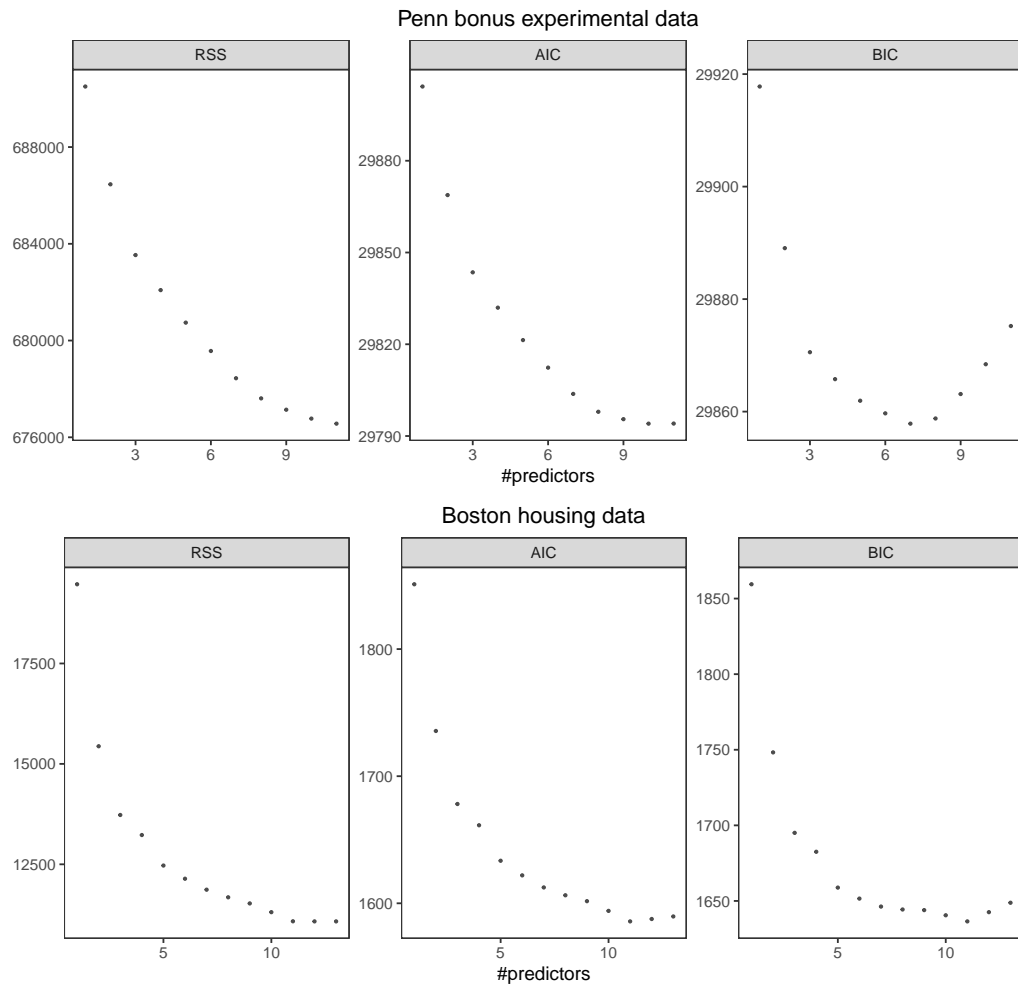 Penn bonus experimental data
RSS
AIC
BIC
688000
684000
680000
676000
29880
29850
29820
29790
29920
29900
29880
29860
3 6 9
3 6 9
3 6 9
#predictors
Boston housing data
RSS
AIC
BIC
17500
15000
12500
1800
1700
1600
1850
1800
1750
1700
1650
5 10
5 10
5 10
#predictors